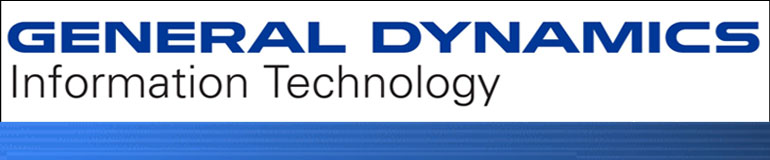 GENERAL DYNAMICS
Information Technology